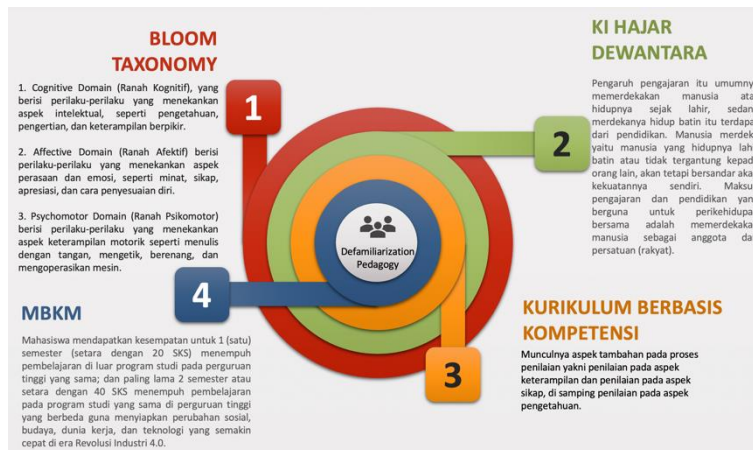 BLOOM
TAXONOMY
1. Cognitive Domain (Ranah Kognitif), yang
berisi perilaku-perilaku yang menekankan
aspek intelektual, seperti pengetahuan,
pengertian, dan keterampilan berpikir.
2. Affective Domain (Ranah Afektif) berisi
perilaku-perilaku yang menekankan aspek
perasaan dan emosi, seperti minat, sikap,
apresiasi, dan cara penyesuaian diri.
3. Psychomotor Domain (Ranah Psikomotor)
berisi perilaku-perilaku yang menekankan
aspek keterampilan motorik seperti menulis
dengan tangan, mengetik, berenang, dan
mengoperasikan mesin.
1
KI HAJAR
DEWANTARA
Pengaruh pengajaran itu umumny
memerdekakan manusia ata
hidupnya sejak lahir, sedan
merdekanya hidup batin itu terdapa
dari pendidikan. Manusia merdek
yaitu manusia yang hidupnya lah
batin atau tidak tergantung kepad
orang lain, akan tetapi bersandar aka
kekuatannya sendiri. Maksu
pengajaran dan pendidikan yan
berguna untuk perikehidupa
bersama adalah memerdekaka
manusia sebagai anggota da
persatuan (rakyat).
2
Defamiliarization
Pedagogy
4
MBKM
Mahasiswa mendapatkan kesempatan untuk 1 (satu)
semester (setara dengan 20 SKS) menempuh
pembelajaran di luar program studi pada perguruan
tinggi yang sama; dan paling lama 2 semester atau
setara dengan 40 SKS menempuh pembelajaran
pada program studi yang sama di perguruan tinggi
yang berbeda guna menyiapkan perubahan sosial,
budaya, dunia kerja, dan teknologi yang semakin
cepat di era Revolusi Industri 4.0.
3
KURIKULUM BERBASIS
KOMPETENSI
Munculnya aspek tambahan pada proses
penilaian yakni penilaian pada aspek
keterampilan dan penilaian pada aspek
sikap, di samping penilaian pada aspek
pengetahuan.